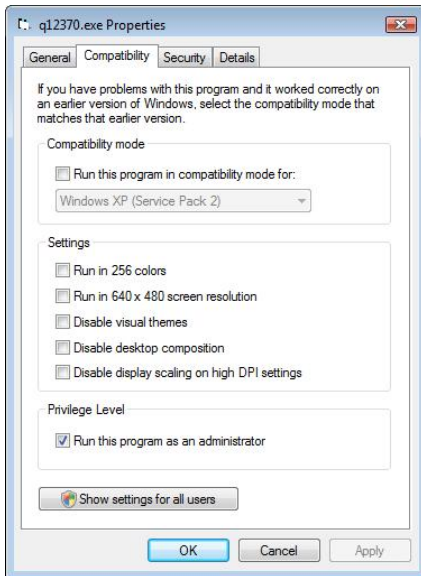 q12370.exe Properties
General Compatibility Security Details
If you have problems with this program and it worked correctly on
an earlier version of Windows, select the compatibility mode that
matches that earlier version.
Compatibility mode
Run this program in compatibility mode for:
Windows XP (Service Pack 2)
Settings
Run in 256 colors
Run in 640 x 480 screen resolution
Disable visual themes
Disable desktop composition
Disable display scaling on high DPI settings
Privilege Level
Run this program as an administrator
Show settings for all users
OK Cancel Apply